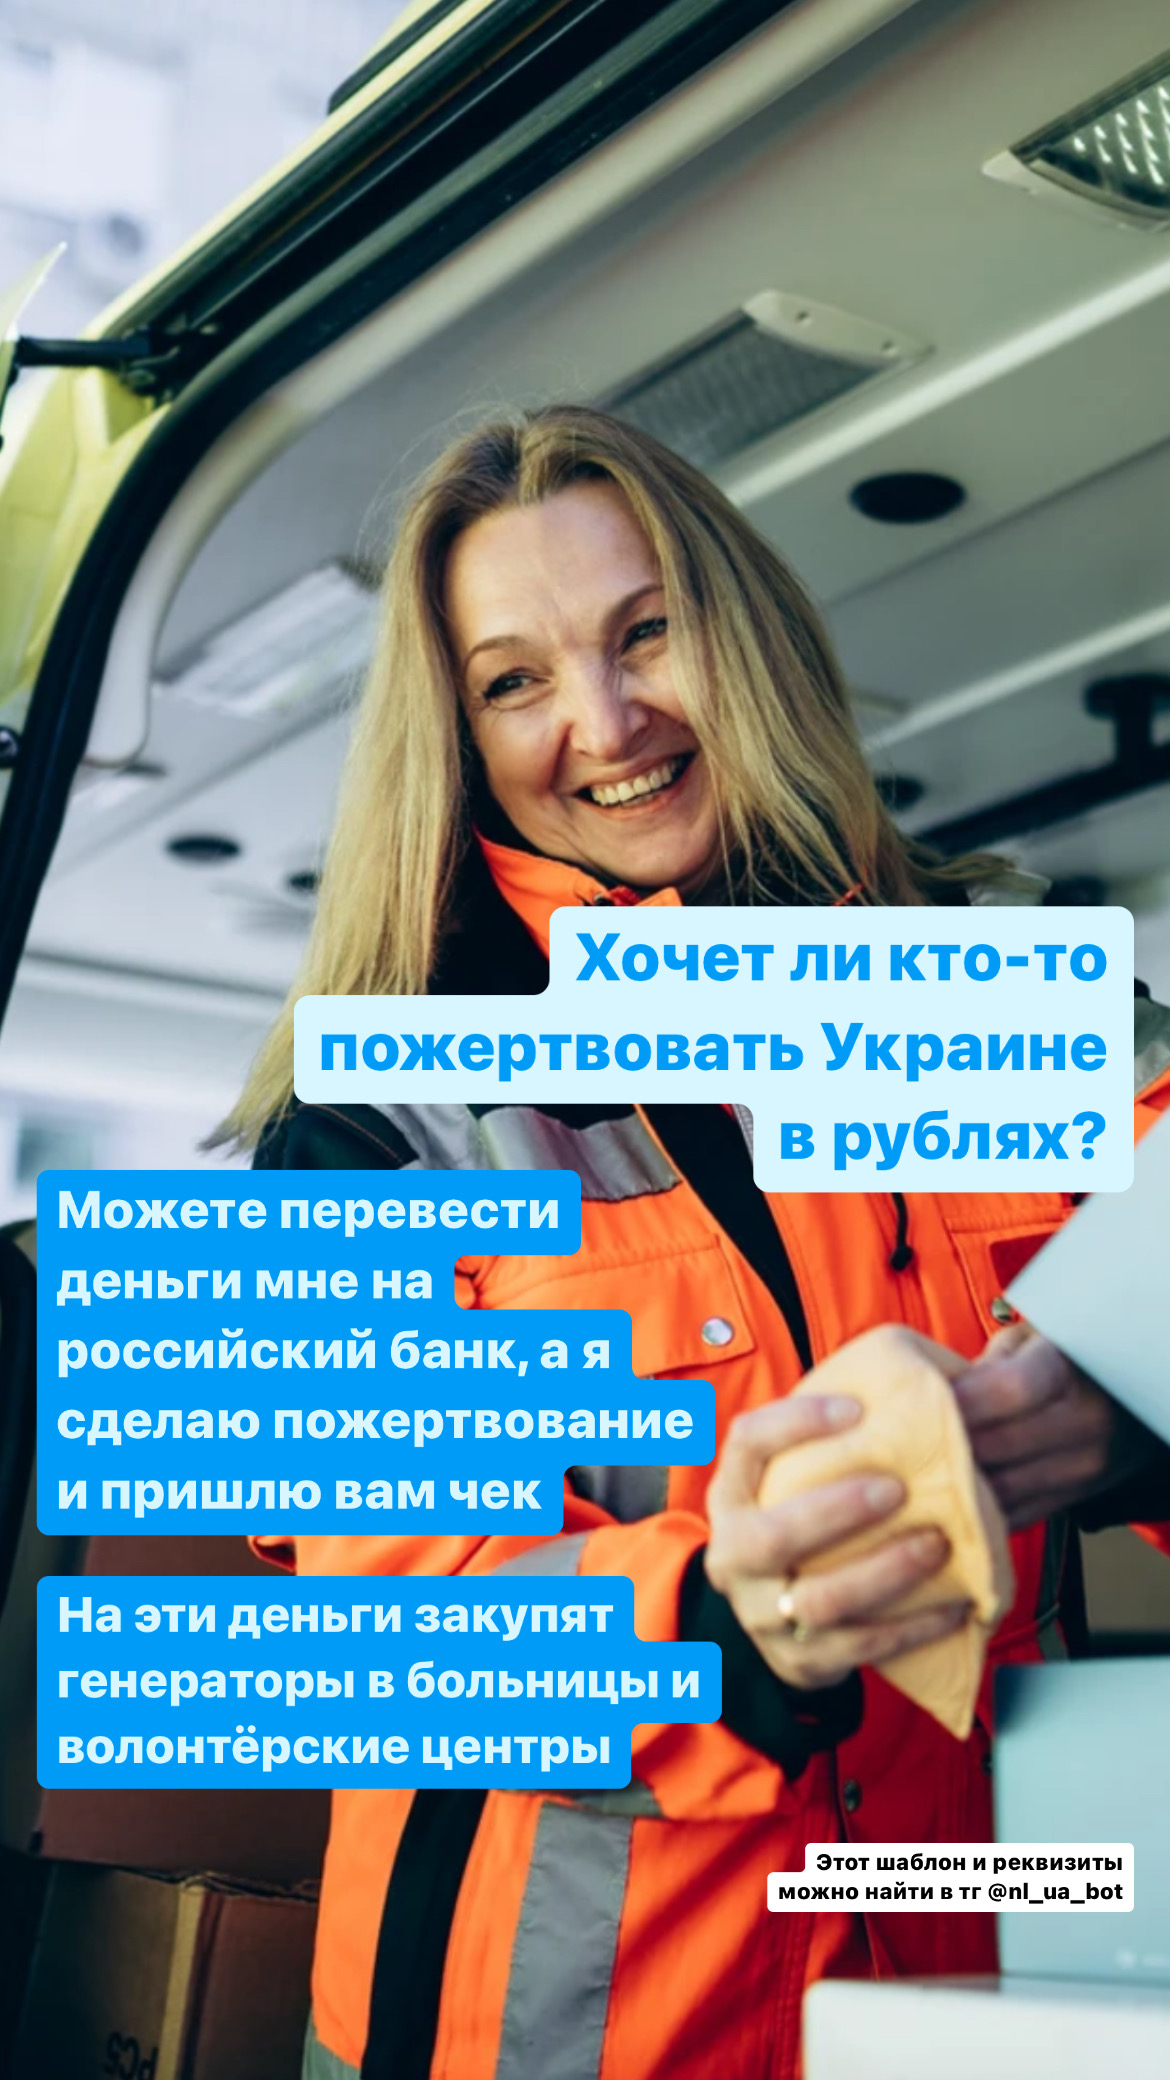 Хочет ли кто-то
пожертвовать Украине
в рублях?
Можете перевести
деньги мне на
российский банк, а я
сделаю пожертвование
и пришлю вам чек
На эти деньги закупят
генераторы в больницы и
волонтёрские центры
Этот шаблон и реквизиты
можно найти в тг @nl_ua_bot